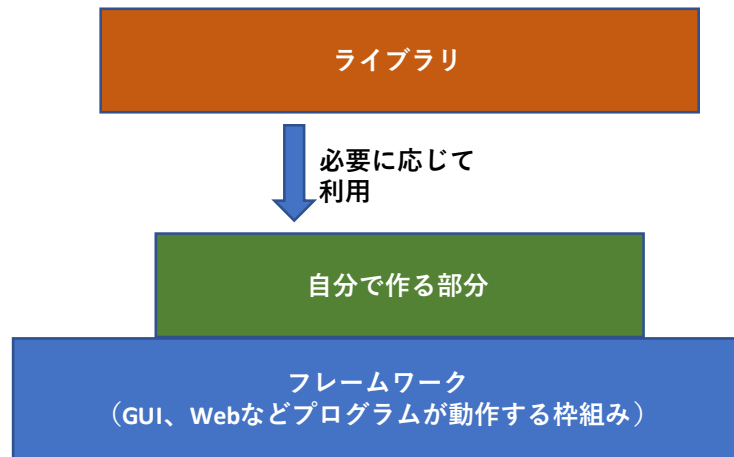 ライブラリ
必要に応じて
利用
自分で作る部分
フレームワーク
（GUI、Webなどプログラムが動作する枠組み）